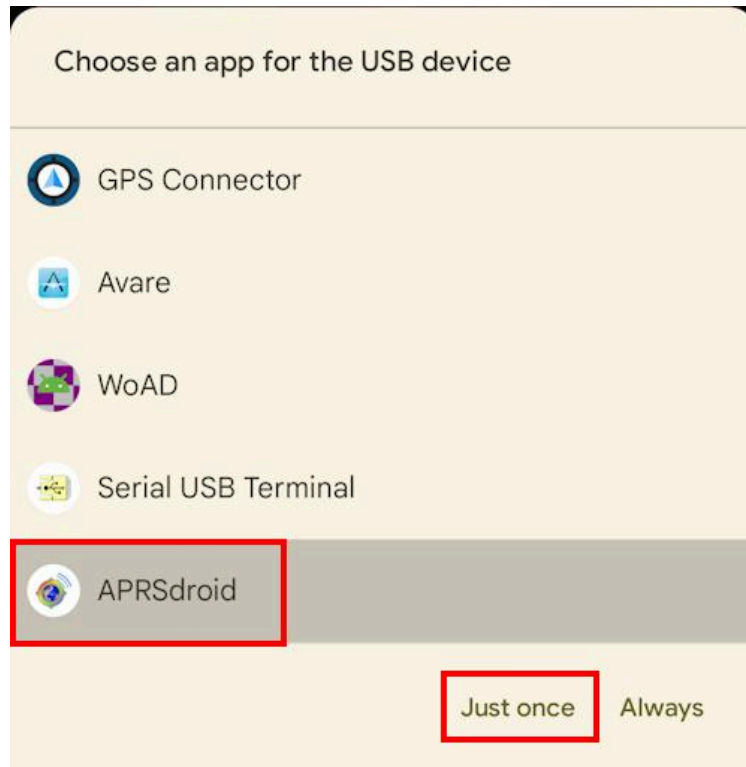 Choose an app for the USB device
GPS Connector
Avare
WoAD
Serial USB Terminal
APRSdroid
Just once Always